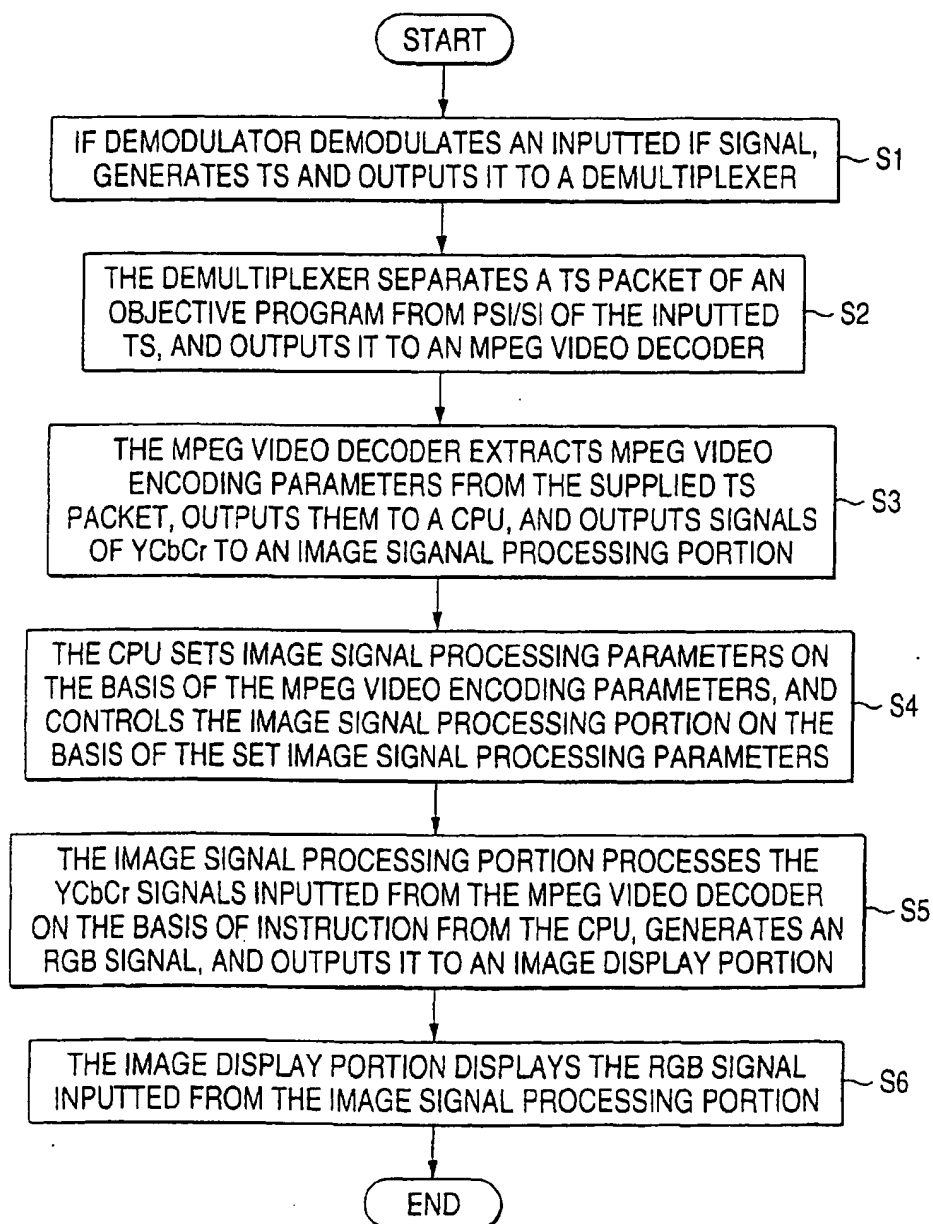 START
IF DEMODULATOR DEMODULATES AN INPUTTED IF SIGNAL,
GENERATES TS AND OUTPUTS IT TO A DEMULTIPLEXER
S1
THE DEMULTIPLEXER SEPARATES A TS PACKET OF AN
OBJECTIVE PROGRAM FROM PSI/SI OF THE INPUTTED
TS, AND OUTPUTS IT TO AN MPEG VIDEO DECODER
S2
THE MPEG VIDEO DECODER EXTRACTS MPEG VIDEO
ENCODING PARAMETERS FROM THE SUPPLIED TS
PACKET, OUTPUTS THEM TO A CPU, AND OUTPUTS SIGNALS
OF YCbCr TO AN IMAGE SIGANAL PROCESSING PORTION
S3
THE CPU SETS IMAGE SIGNAL PROCESSING PARAMETERS ON
THE BASIS OF THE MPEG VIDEO ENCODING PARAMETERS, AND
CONTROLS THE IMAGE SIGNAL PROCESSING PORTION ON THE
BASIS OF THE SET IMAGE SIGNAL PROCESSING PARAMETERS
S4
THE IMAGE SIGNAL PROCESSING PORTION PROCESSES THE
YCbCr SIGNALS INPUTTED FROM THE MPEG VIDEO DECODER
ON THE BASIS OF INSTRUCTION FROM THE CPU, GENERATES AN
RGB SIGNAL, AND OUTPUTS IT TO AN IMAGE DISPLAY PORTION
S5
THE IMAGE DISPLAY PORTION DISPLAYS THE RGB SIGNAL
INPUTTED FROM THE IMAGE SIGNAL PROCESSING PORTION
S6
END